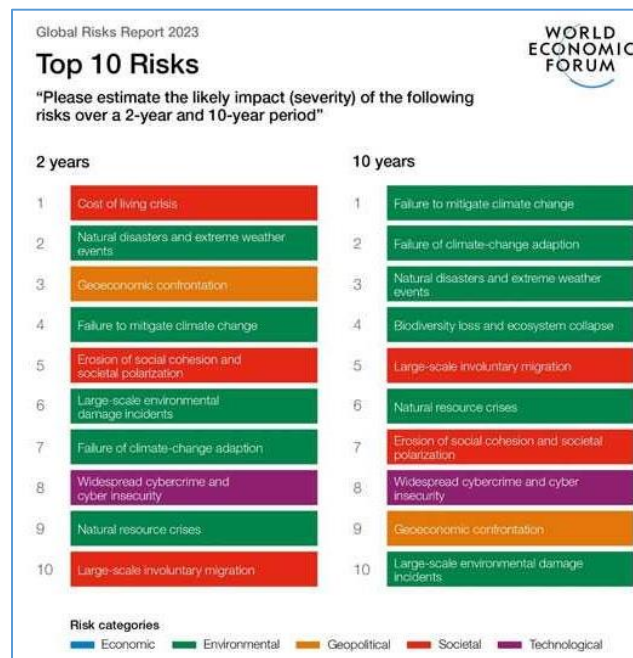 Global Risks Report 2023
WORLD
ECONOMIC
FORUM
Top 10 Risks
“Please estimate the likely impact (severity) of the following
risks over a 2-year and 10-year period”
2 years
1 Cost of living crisis
2 Natural disasters and extreme weather
events
3 Geoeconomic confrontation
4 Failure to mitigate climate change
5 Erosion of social cohesion and
societal polarization
6 Large-scale environmental
damage incidents
7 Failure of climate-change adaption
8 Widespread cybercrime and
cyber insecurity
9 Natural resource crises
10 Large-scale involuntary migration
10 years
1 Failure to mitigate climate change
2 Failure of climate-change adaption
3 Natural disasters and extreme weather
events
4 Biodiversity loss and ecosystem collapse
5 Large-scale involuntary migration
6 Natural resource crises
7 Erosion of social cohesion and societal
polarization
8 Widespread cybercrime and cyber
insecurity
9 Geoeconomic confrontation
10 Large-scale environmental damage
incidents
Risk categories
Economic Environmental Geopolitical Societal Technological